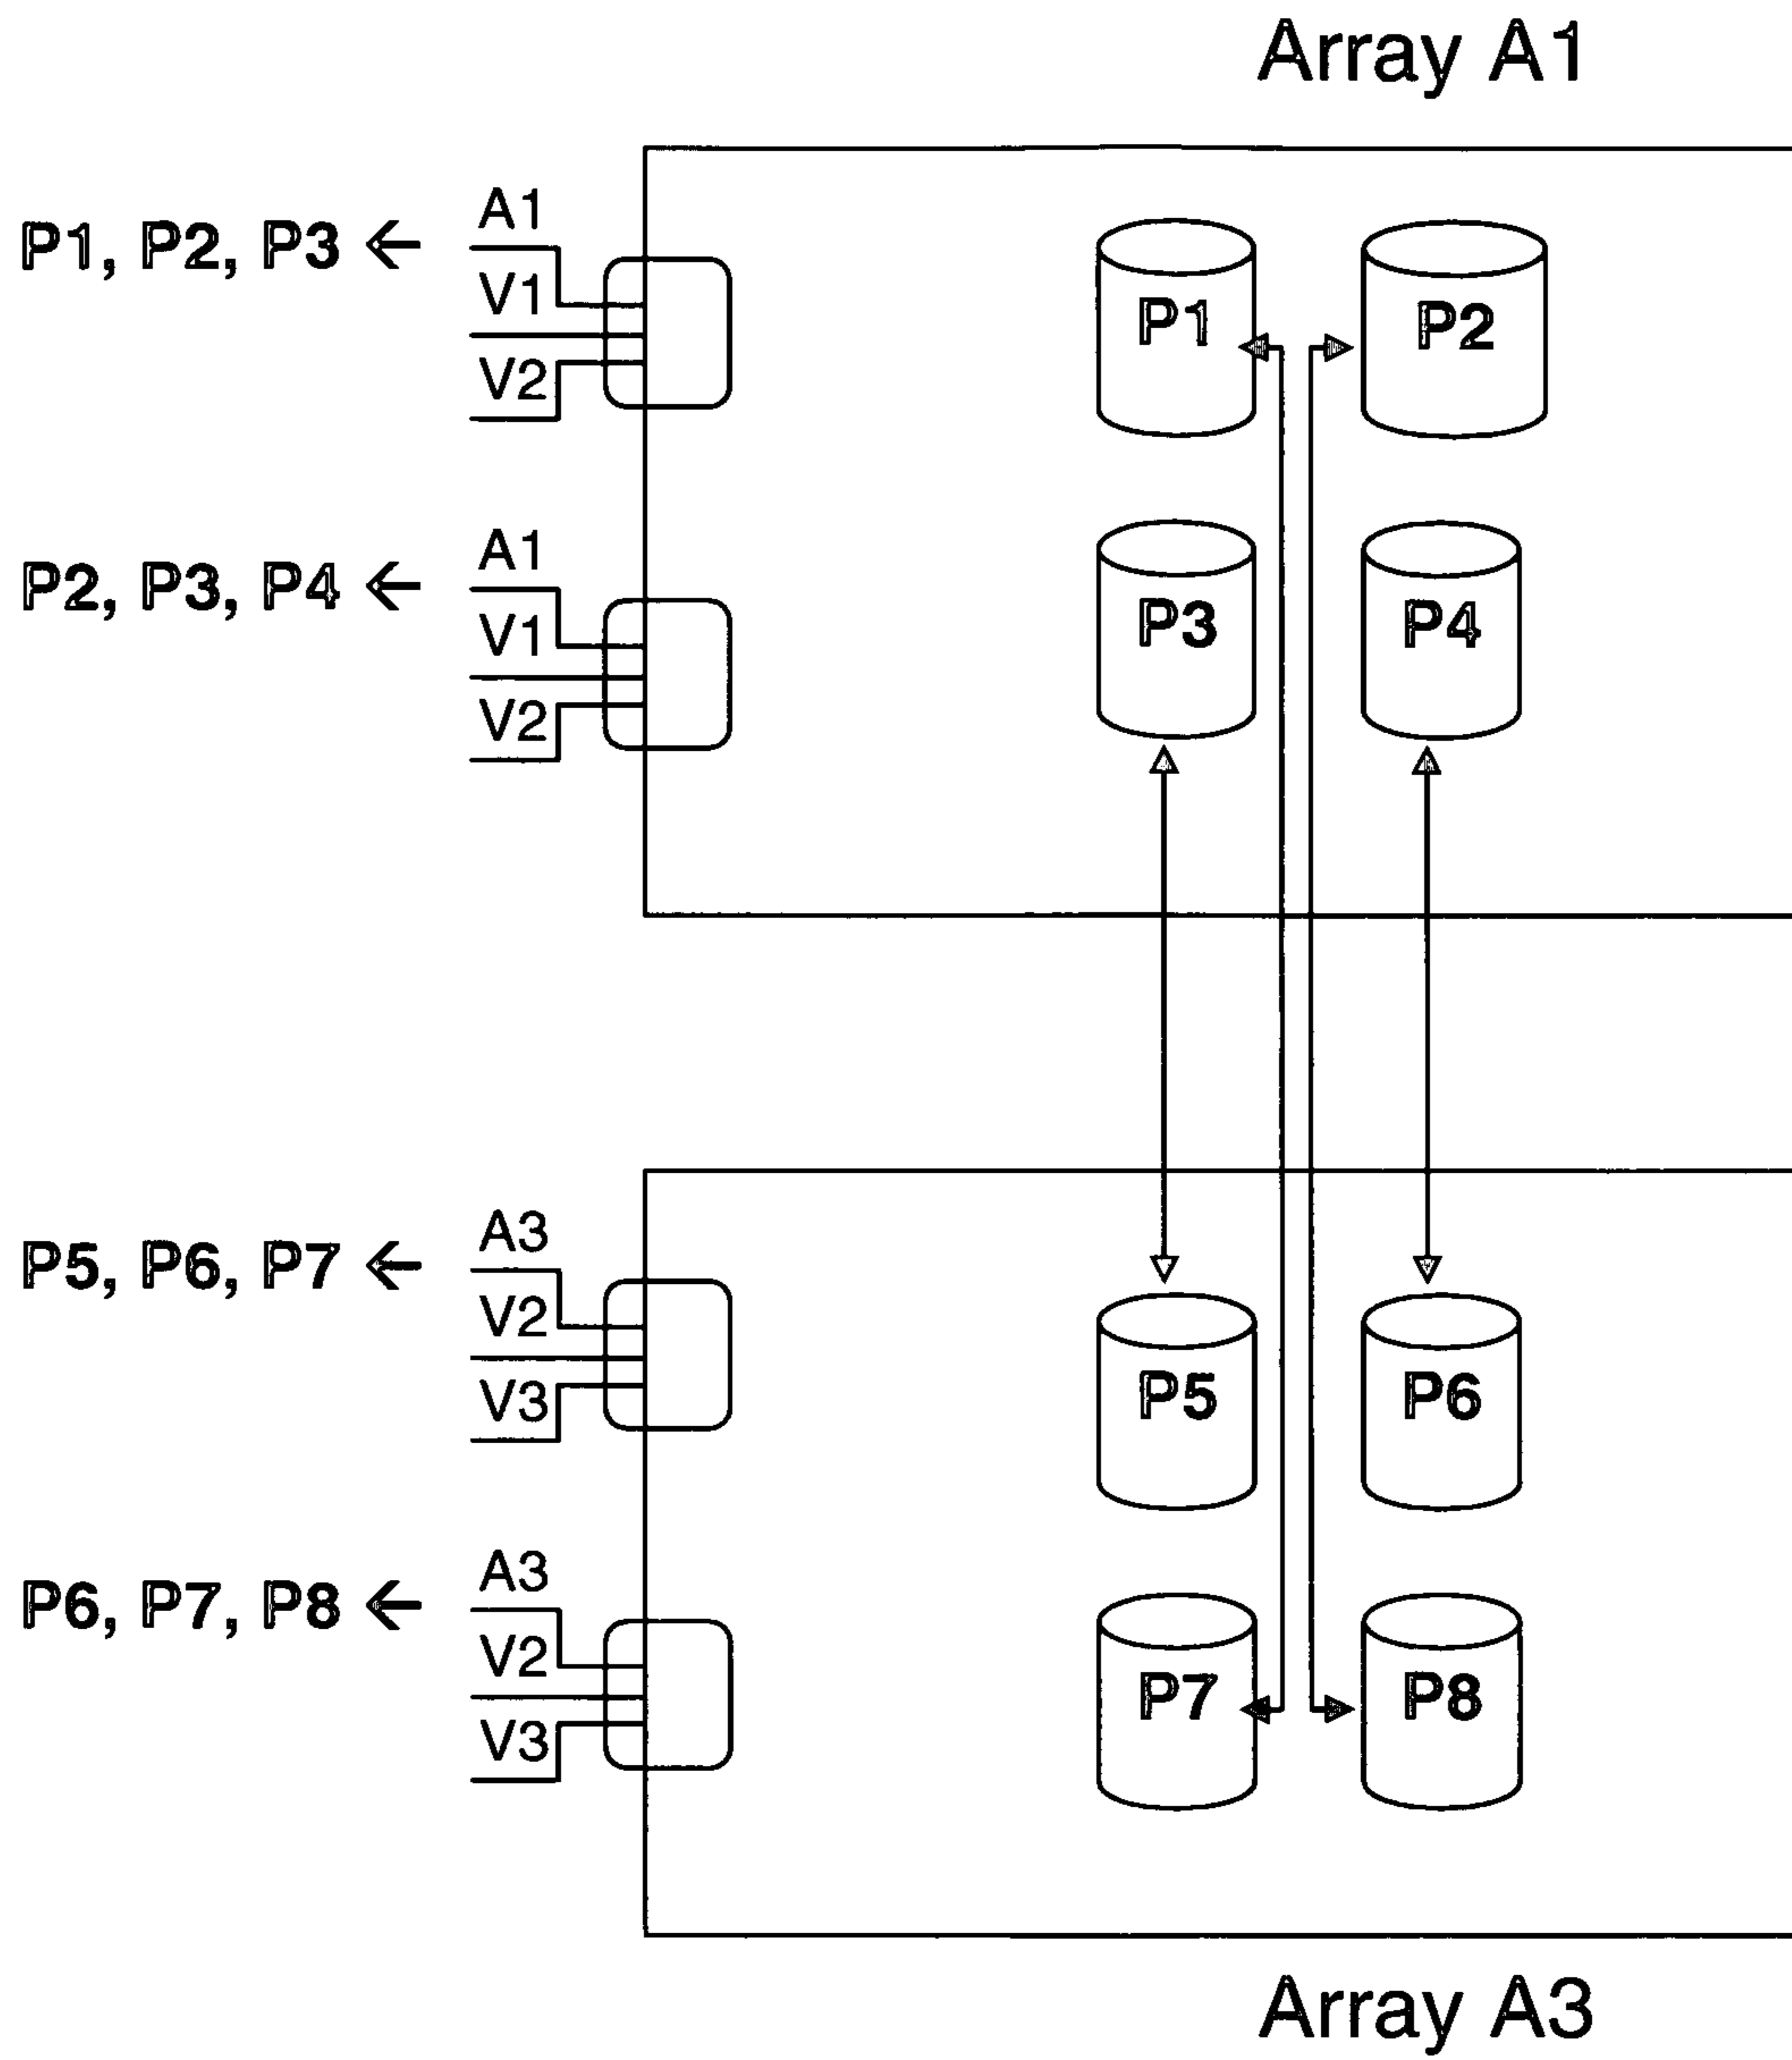 Array A1
P1, P2, P3 ←
A1
V1
V2
P1
P2
P2, P3, P4 ←
A1
V1
V2
P3
P4
P5, P6, P7 ←
A3
V2
V3
P5
P6
P6, P7, P8 ←
A3
V2
V3
P7
P8
Array A3